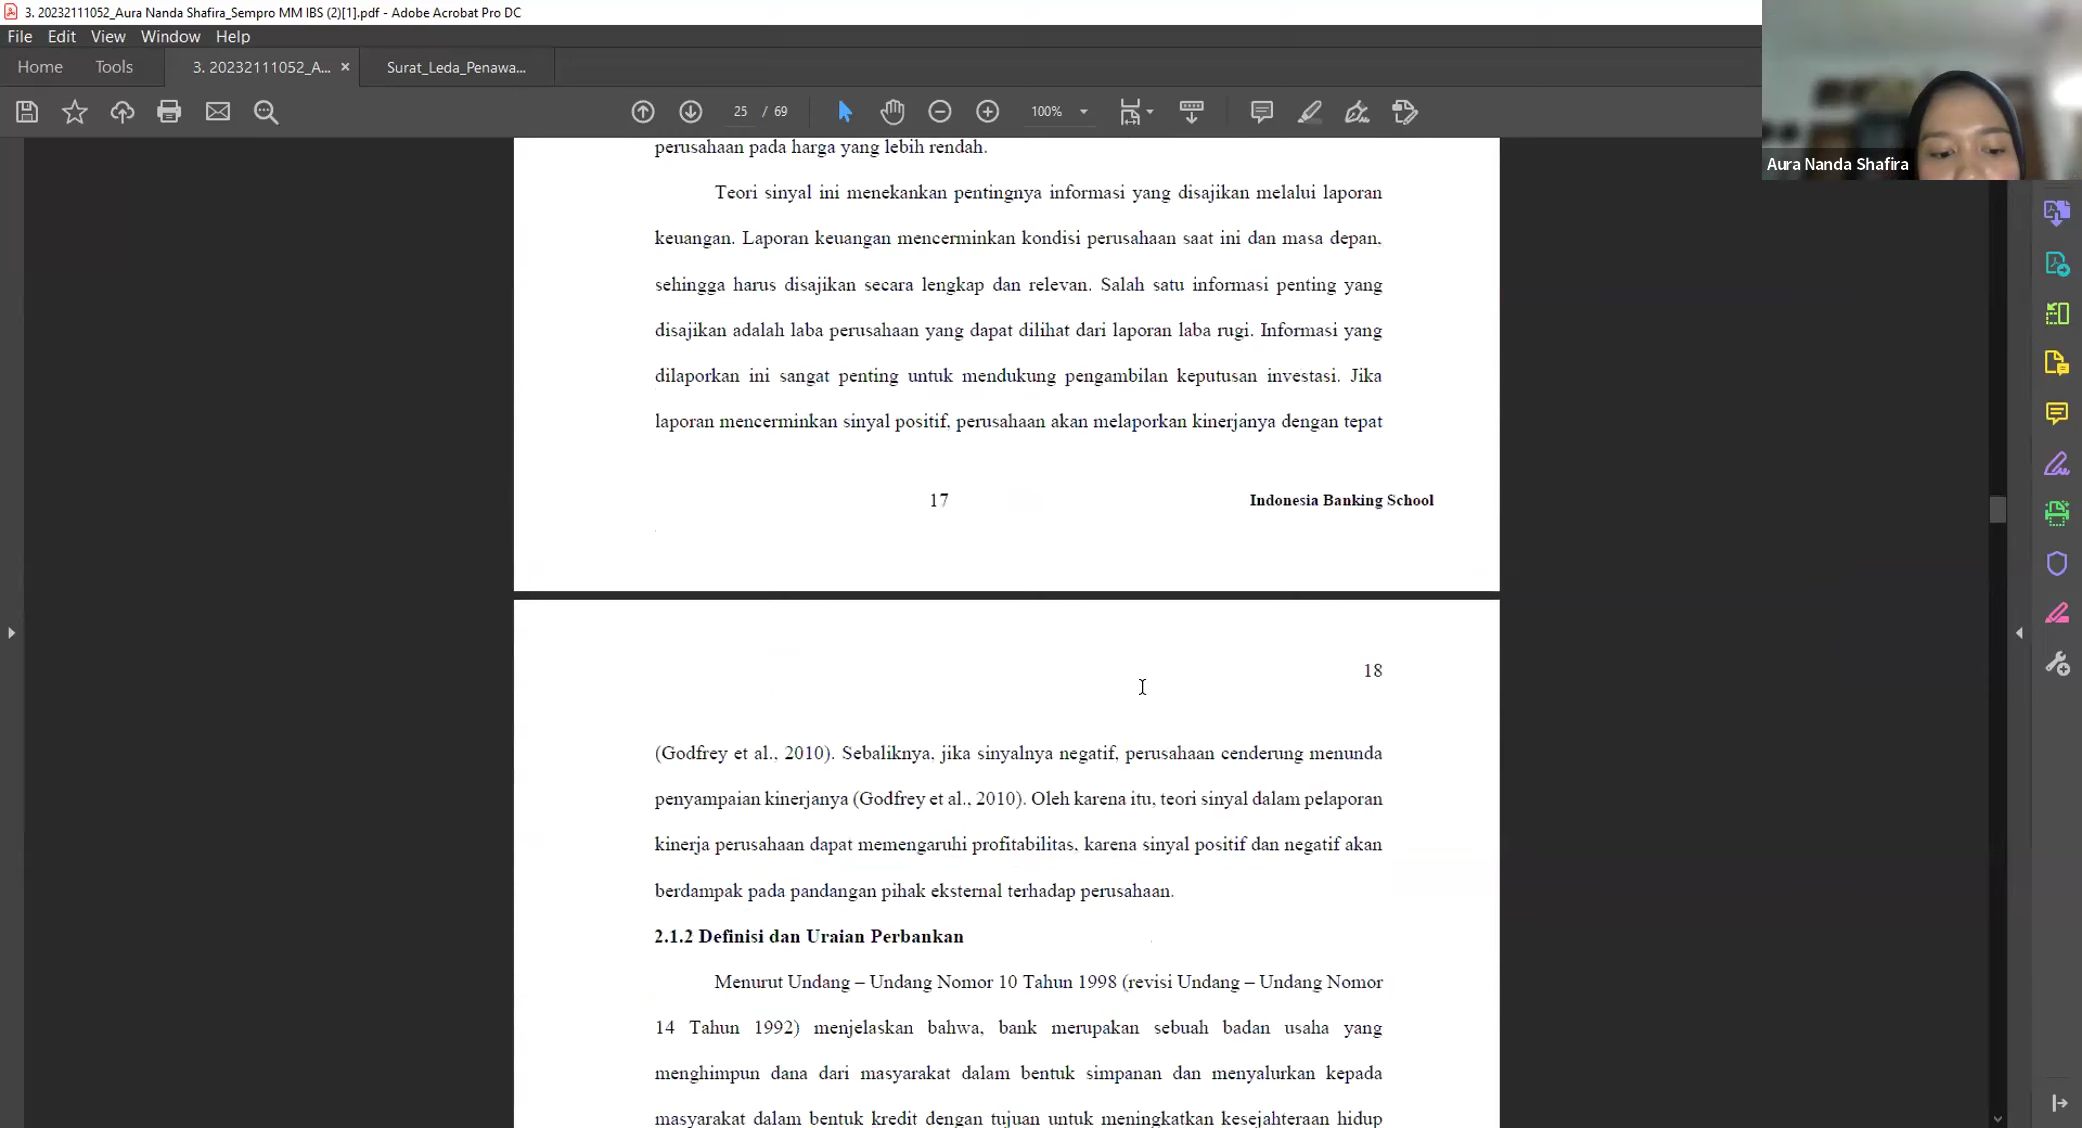 3. 20232111052_Aura Nanda Shafira_Sempro MM IBS (2)[1].pdf - Adobe Acrobat Pro DC
File Edit View Window Help
Home Tools 3. 20232111052_A... × Surat_Leda_Penawa...
25 / 69 100%
Aura Nanda Shafira
perusahaan pada harga yang lebih rendah.
Teori sinyal ini menekankan pentingnya informasi yang disajikan melalui laporan
keuangan. Laporan keuangan mencerminkan kondisi perusahaan saat ini dan masa depan,
sehingga harus disajikan secara lengkap dan relevan. Salah satu informasi penting yang
disajikan adalah laba perusahaan yang dapat dilihat dari laporan laba rugi. Informasi yang
dilaporkan ini sangat penting untuk mendukung pengambilan keputusan investasi. Jika
laporan mencerminkan sinyal positif, perusahaan akan melaporkan kinerjanya dengan tepat
17 Indonesia Banking School
18
(Godfrey et al., 2010). Sebaliknya, jika sinyalnya negatif, perusahaan cenderung menunda
penyampaian kinerjanya (Godfrey et al., 2010). Oleh karena itu, teori sinyal dalam pelaporan
kinerja perusahaan dapat memengaruhi profitabilitas, karena sinyal positif dan negatif akan
berdampak pada pandangan pihak eksternal terhadap perusahaan.
2.1.2 Definisi dan Uraian Perbankan
Menurut Undang – Undang Nomor 10 Tahun 1998 (revisi Undang – Undang Nomor
14 Tahun 1992) menjelaskan bahwa, bank merupakan sebuah badan usaha yang
menghimpun dana dari masyarakat dalam bentuk simpanan dan menyalurkan kepada
masyarakat dalam bentuk kredit dengan tujuan untuk meningkatkan kesejahteraan hidup